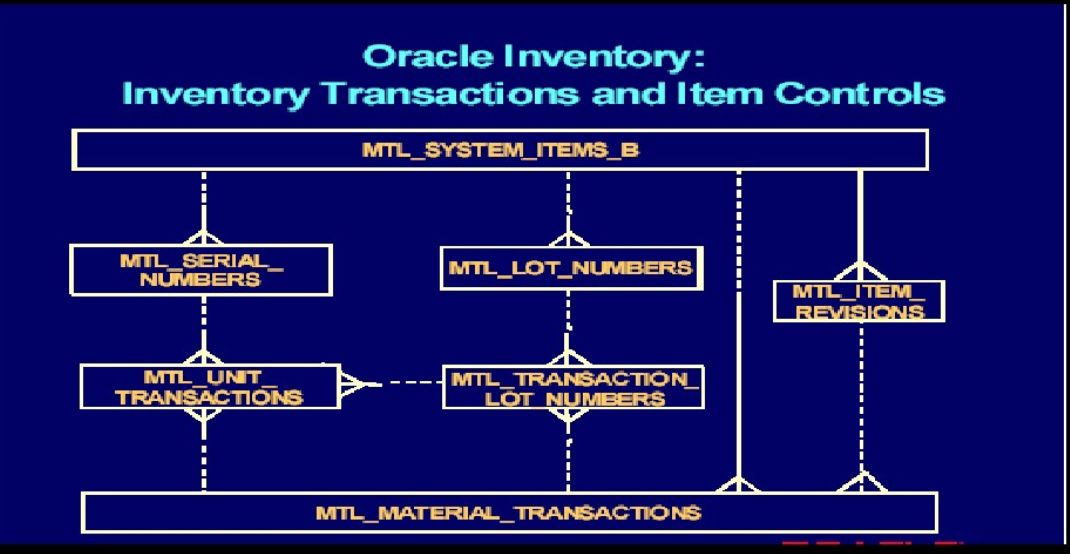 Oracle Inventory:
Inventory Transactions and Item Controls
MTL_SYSTEM_ITEMS_B
MTL_SERIAL_
NUMBERS
MTL_LOT_NUMBERS
MTL_ITEM_
REVISIONS
MTL_UNIT_
TRANSACTIONS
MTL_TRANSACTION_
LOT_NUMBERS
MTL_MATERIAL_TRANSACTIONS